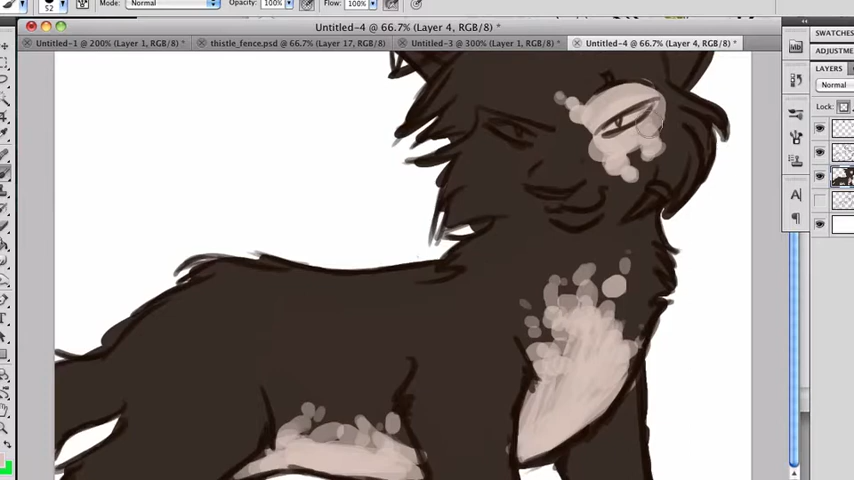 52 Mode: Normal Opacity: 100% Flow: 100%
Untitled-4 @ 66.7% (Layer 4, RGB/8) *
Untitled-1 @ 200% (Layer 1, RGB/8) * thistle_fence.psd @ 66.7% (Layer 17, RGB/8) Untitled-3 @ 300% (Layer 1, RGB/8) * Untitled-4 @ 66.7% (Layer 4, RGB/8) *
SWATCHES
ADJUSTME
LAYERS
Normal
Lock: